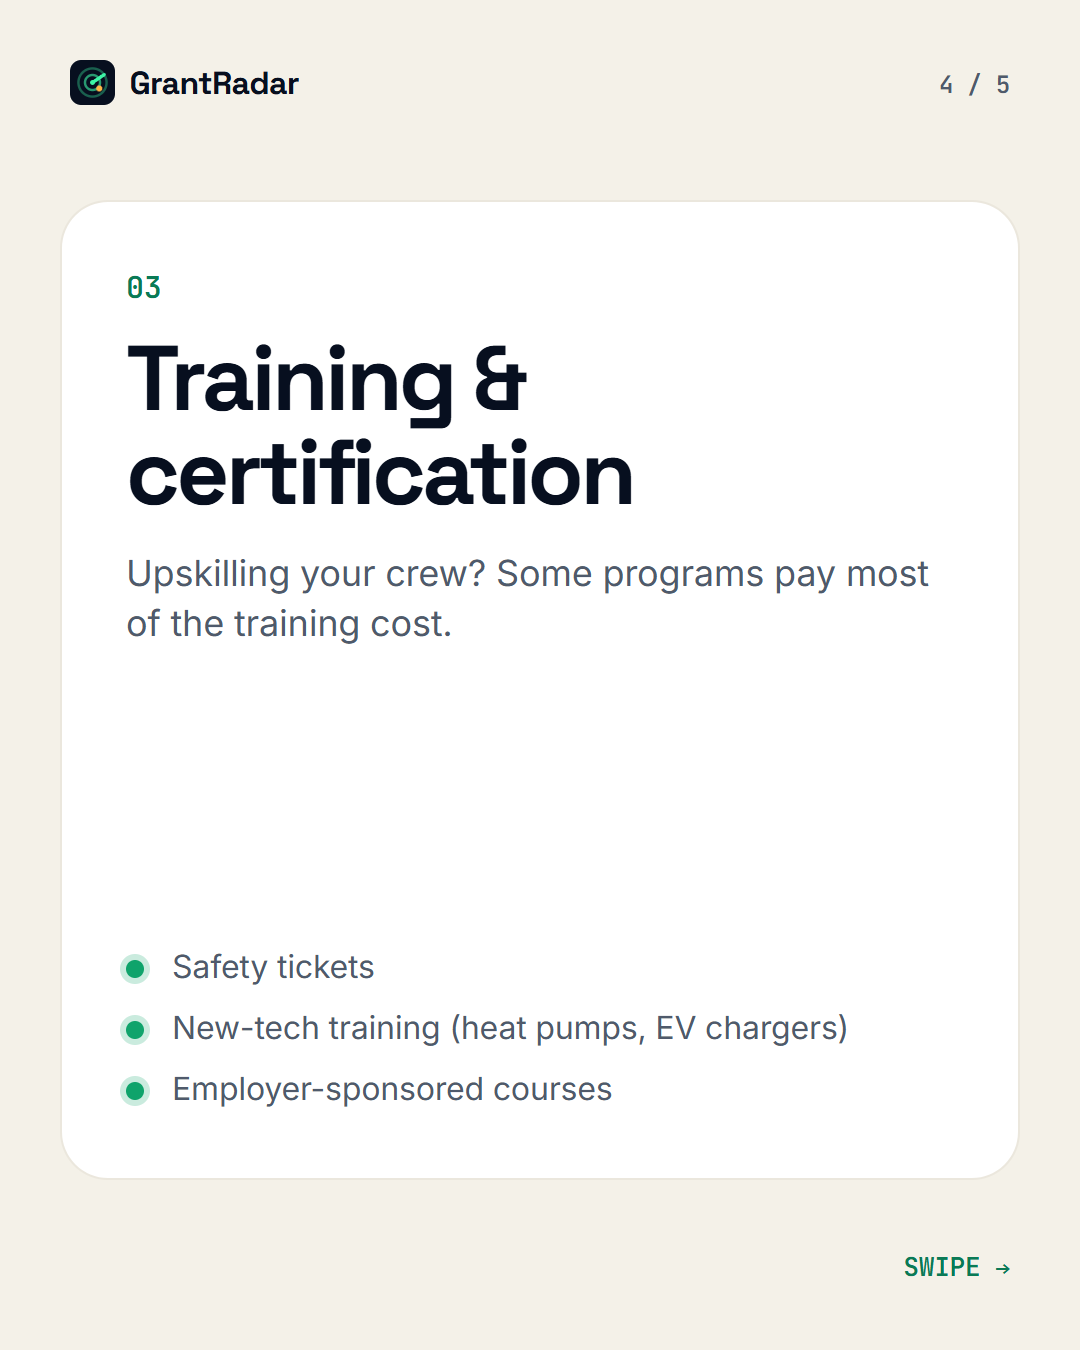 GrantRadar
4 / 5
03
Training &
certification
Upskilling your crew? Some programs pay most
of the training cost.
Safety tickets
New-tech training (heat pumps, EV chargers)
Employer-sponsored courses
SWIPE →